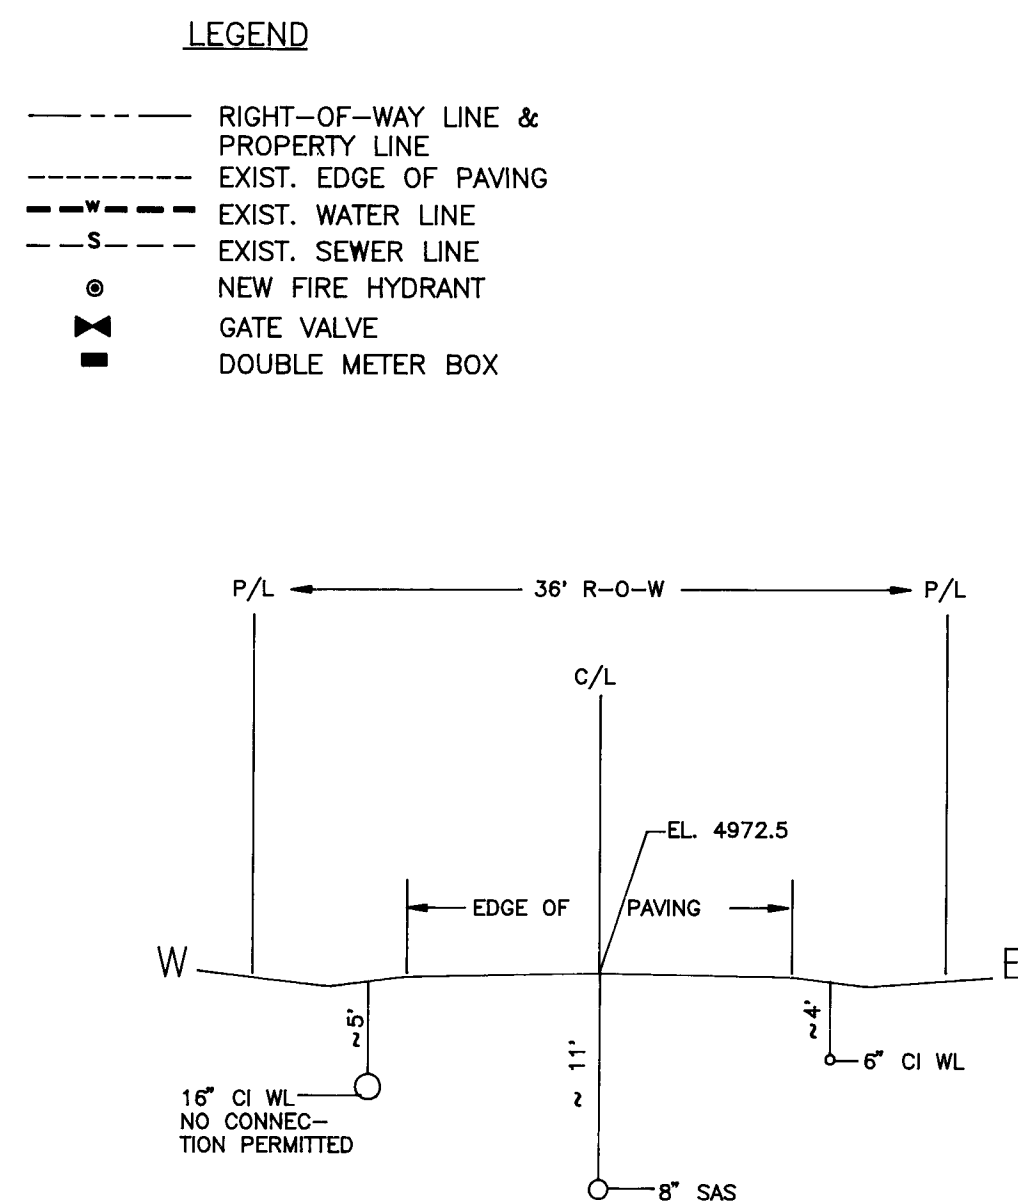 LEGEND
RIGHT-OF-WAY LINE &
PROPERTY LINE
EXIST. EDGE OF PAVING
W
EXIST. WATER LINE
S
EXIST. SEWER LINE
NEW FIRE HYDRANT
GATE VALVE
DOUBLE METER BOX
P/L 36' R-O-W P/L
C/L
EL. 4972.5
EDGE OF PAVING
W E
~5'
~ 11'
~4'
6" CI WL
16" CI WL
NO CONNEC-
TION PERMITTED
8" SAS